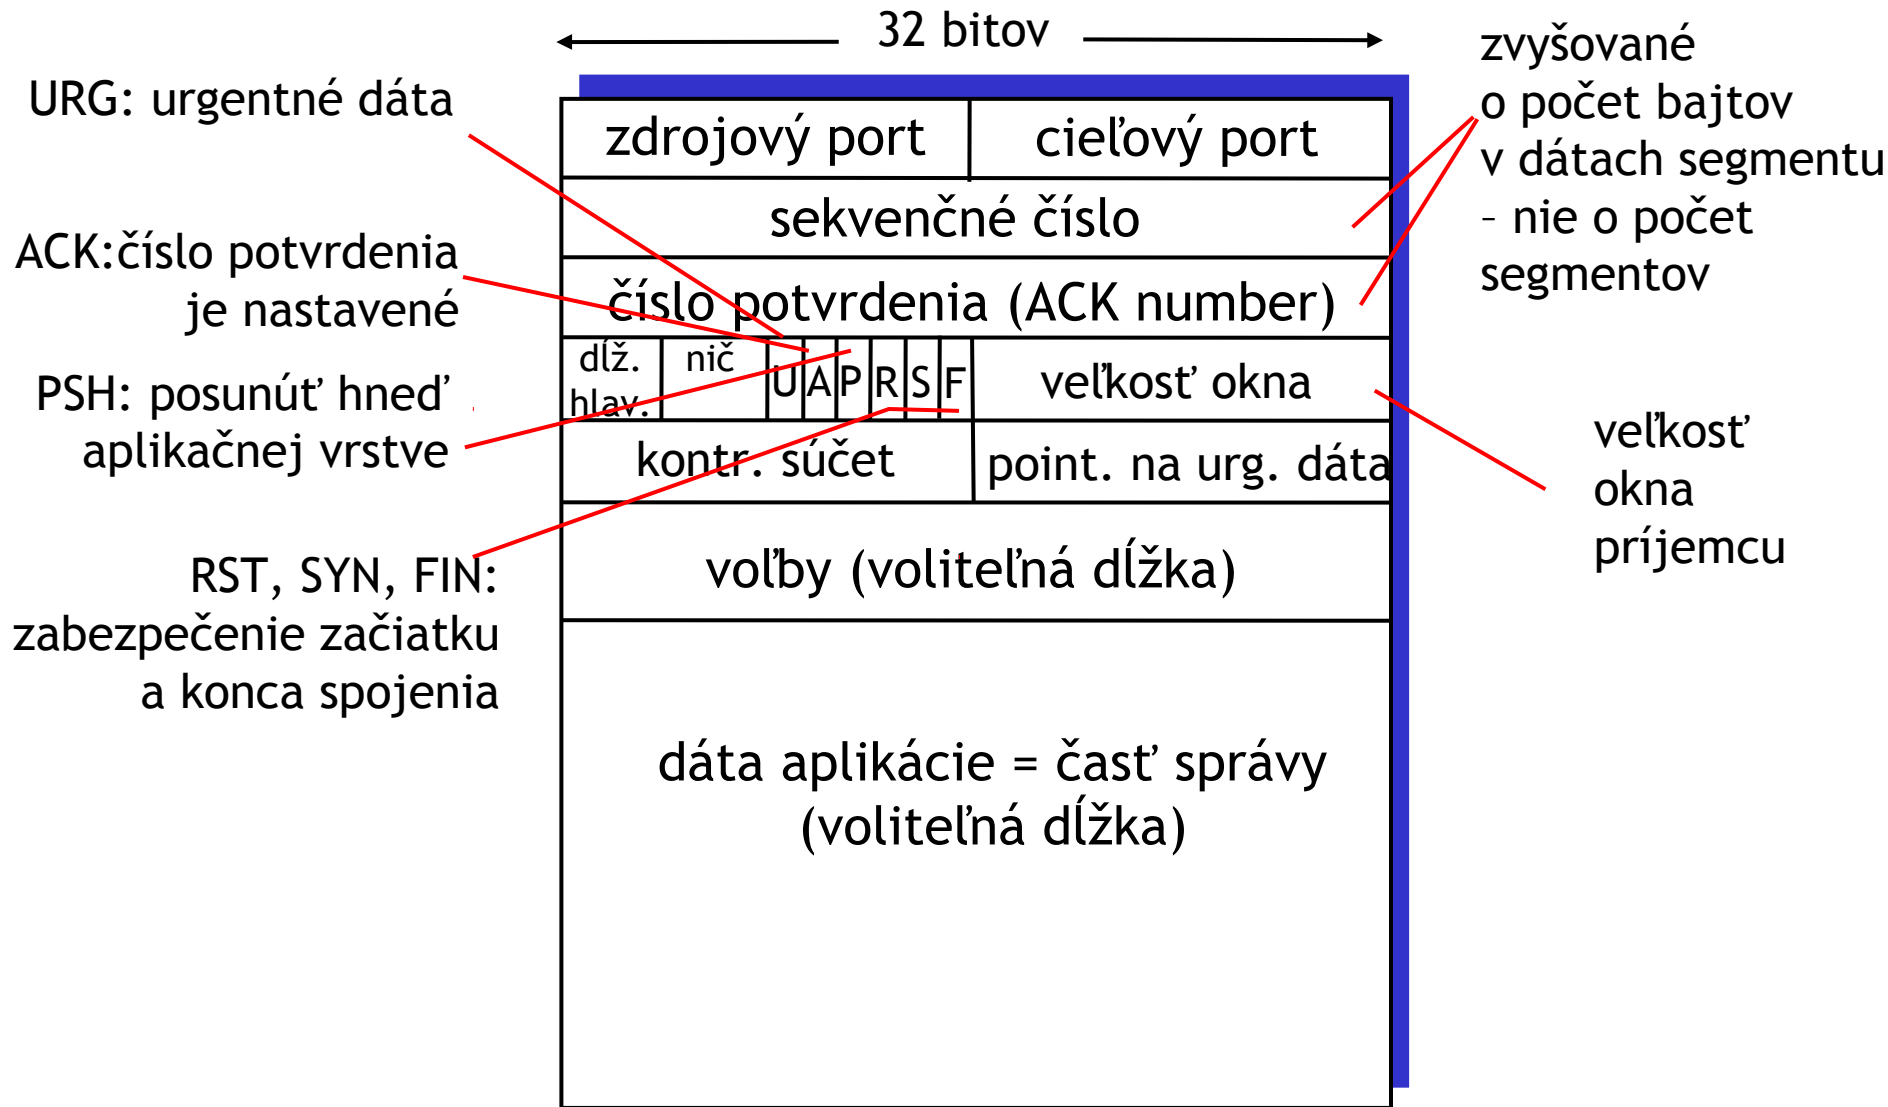 32 bitov
URG: urgentné dáta
ACK:číslo potvrdenia
je nastavené
PSH: posunúť hneď
aplikačnej vrstve
RST, SYN, FIN:
zabezpečenie začiatku
a konca spojenia
zdrojový port
cieľový port
sekvenčné číslo
číslo potvrdenia (ACK number)
dĺž.
hlav.
nič
U A P R S F
veľkosť okna
kontr. súčet
point. na urg. dáta
voľby (voliteľná dĺžka)
dáta aplikácie = časť správy
(voliteľná dĺžka)
zvyšované
o počet bajtov
v dátach segmentu
– nie o počet
segmentov
veľkosť
okna
príjemcu